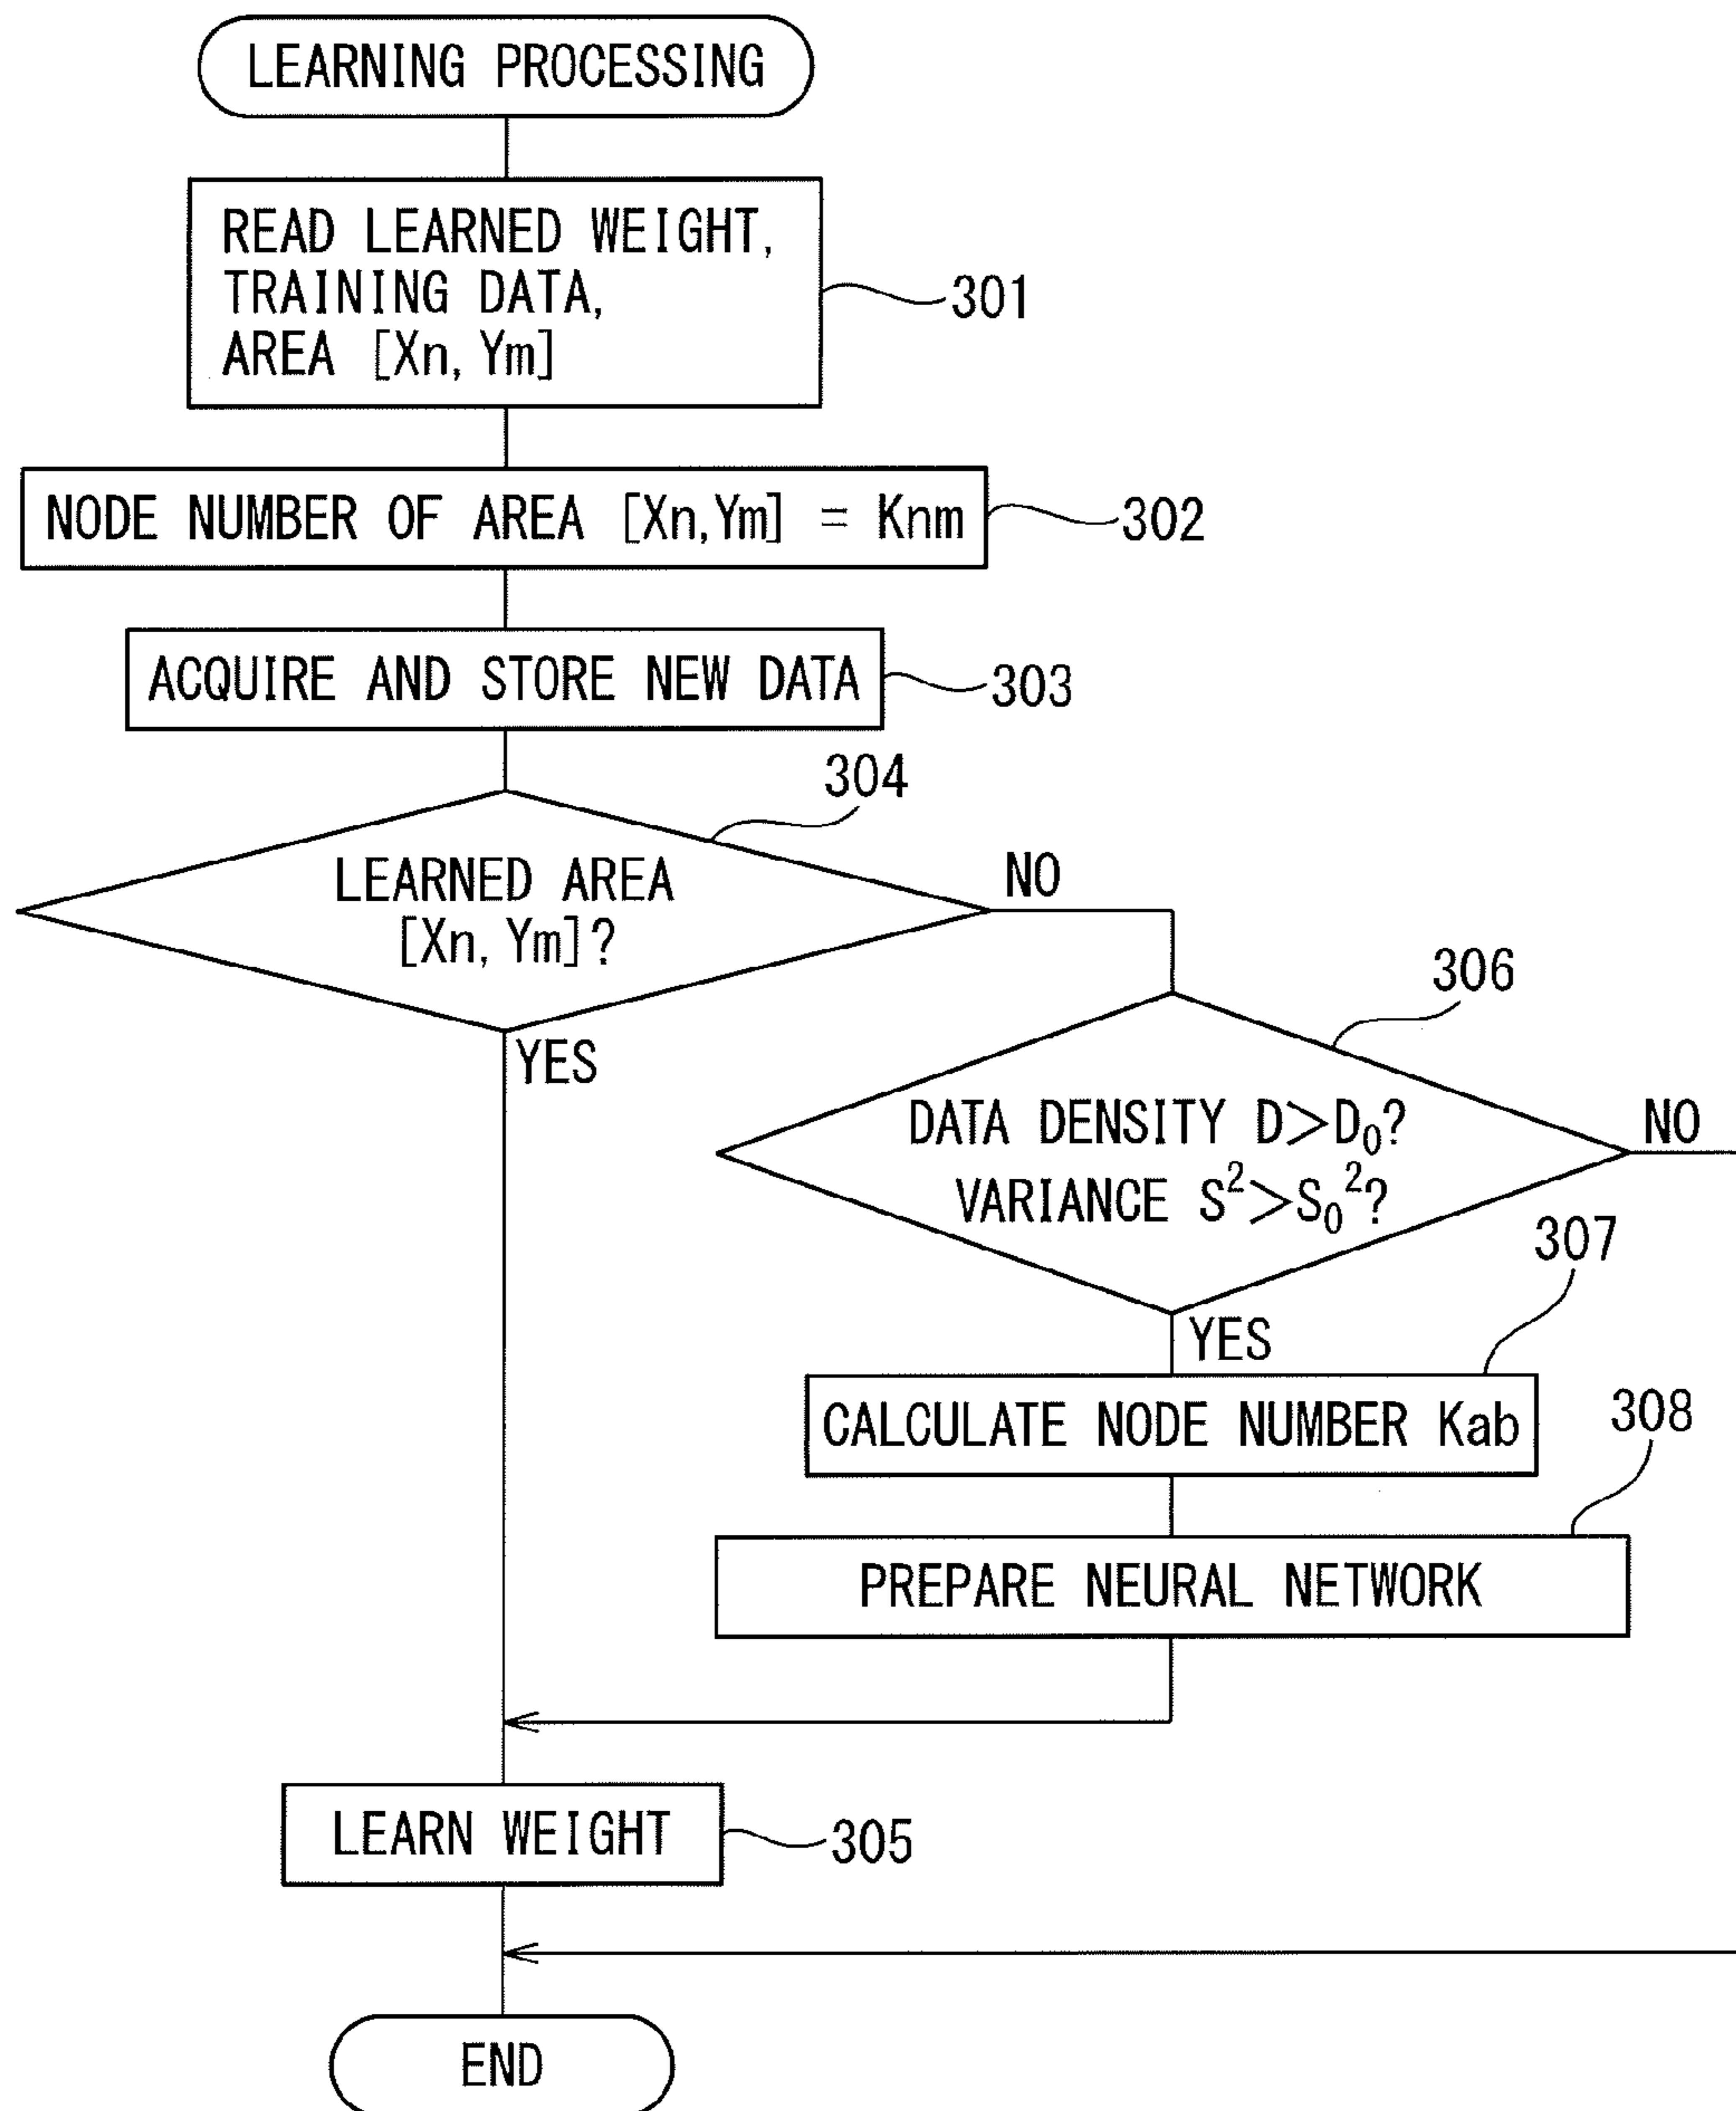 LEARNING PROCESSING
READ LEARNED WEIGHT,
TRAINING DATA,
AREA [Xn, Ym]
301
NODE NUMBER OF AREA [Xn, Ym] = Knm
302
ACQUIRE AND STORE NEW DATA
303
304
LEARNED AREA
[Xn, Ym]?
NO
YES
306
DATA DENSITY D>D₀?
VARIANCE S²>S₀²?
NO
YES
307
CALCULATE NODE NUMBER Kab
308
PREPARE NEURAL NETWORK
LEARN WEIGHT
305
END